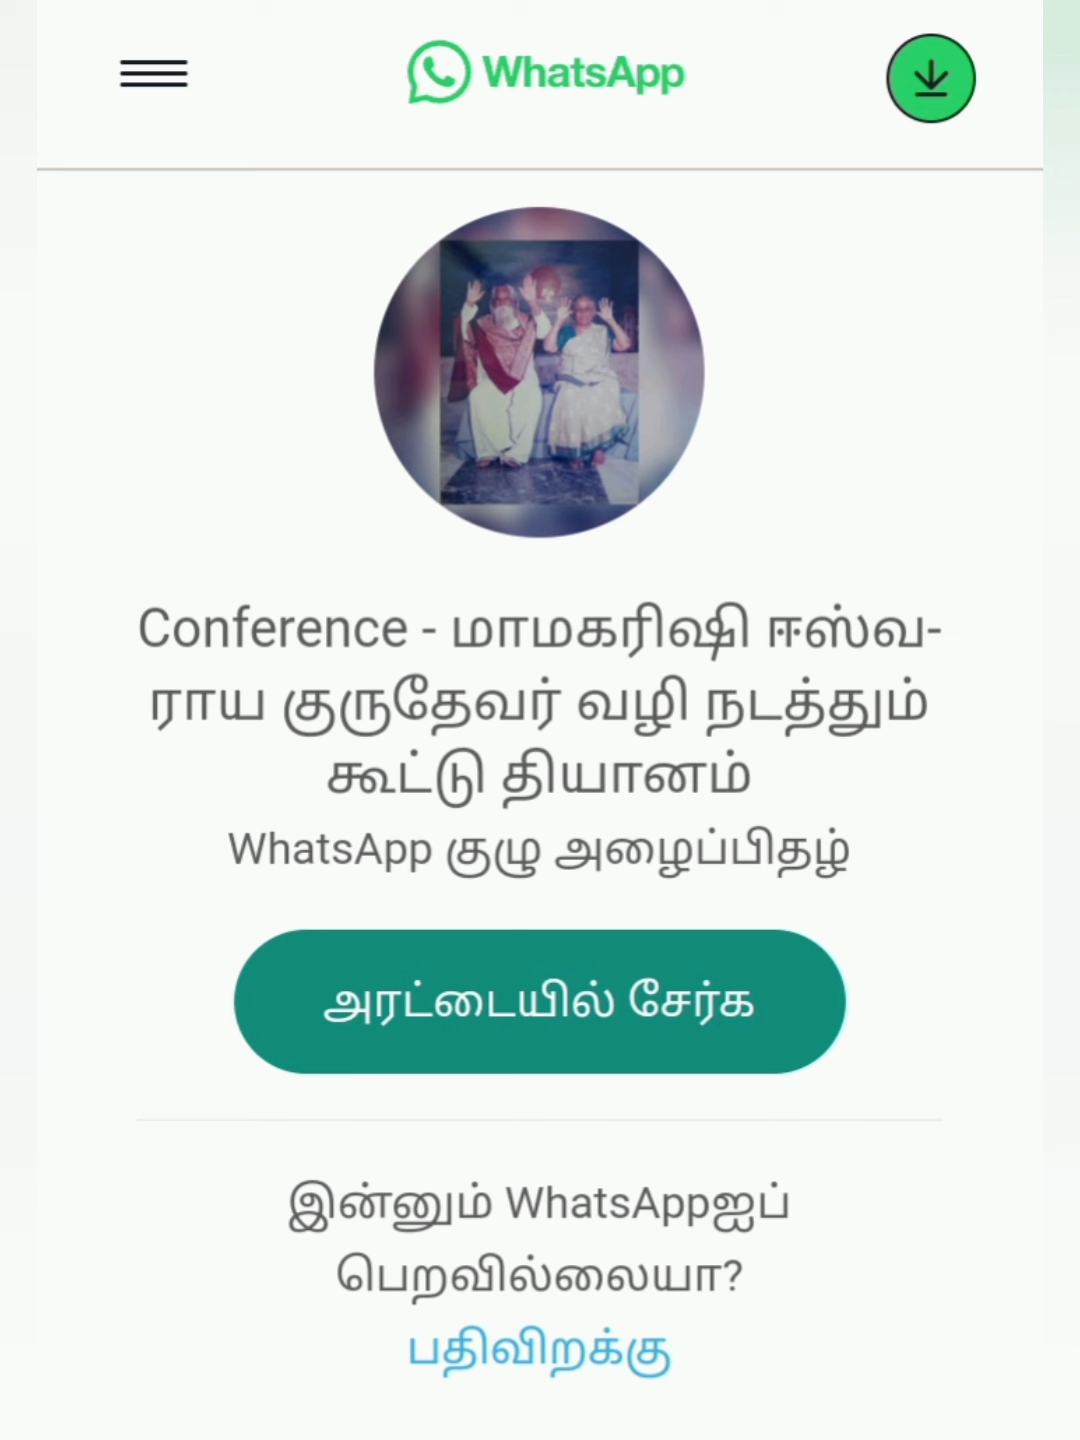 WhatsApp
Conference - மாமகரிஷி ஈஸ்வ-
ராய குருதேவர் வழி நடத்தும்
கூட்டு தியானம்
WhatsApp குழு அழைப்பிதழ்
அரட்டையில் சேர்க
இன்னும் WhatsAppஐப்
பெறவில்லையா?
பதிவிறக்கு